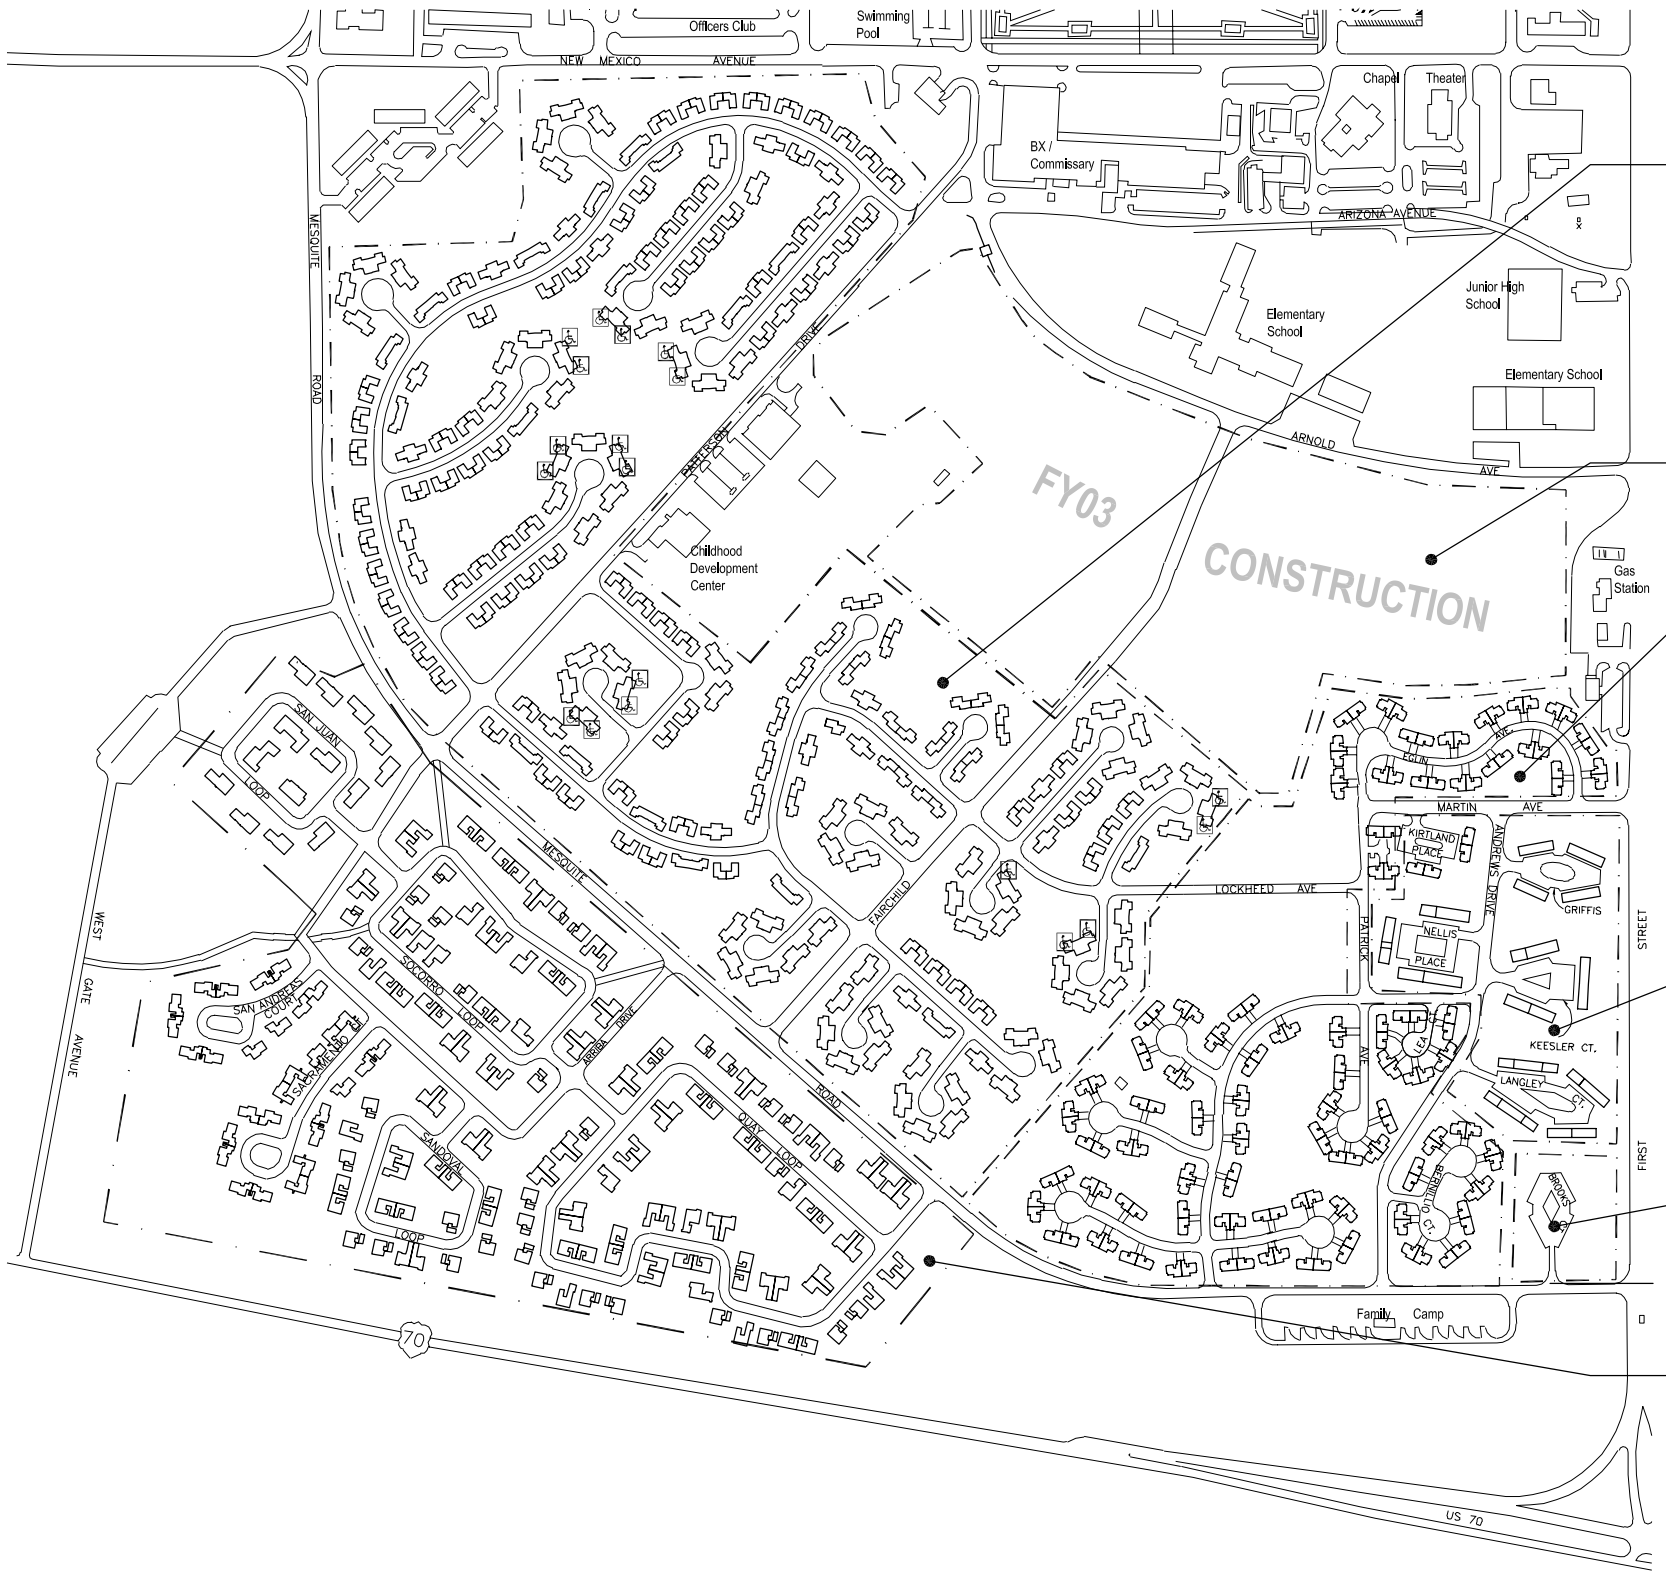 Officers Club
Swimming
Pool
NEW MEXICO AVENUE
Chapel
Theater
BX /
Commissary
ARIZONA AVENUE
MESQUITE
ROAD
Junior High
School
Elementary
School
DRIVE
PATTERSON
Elementary School
ARNOLD
AVE
FY03
CONSTRUCTION
Childhood
Development
Center
Gas
Station
SAN JUAN
LOOP
EGLIN
AVE
MARTIN AVE
KIRTLAND
PLACE
ANDREWS DRIVE
MESQUITE
ROAD
FAIRCHILD
LOCKHEED AVE
GRIFFIS
WEST
GATE
AVENUE
PATRICK
AVE
NELLIS
PLACE
STREET
FIRST
SOCORRO
LOOP
SAN ANDREAS
COURT
SACRAMENTO
ARRIBA
DRIVE
KEESLER CT.
LEA
LANGLEY
CT.
QUAY
LOOP
SANDOVAL
LOOP
BERNILLIO
CT.
BROOKS
Family Camp
70
US 70